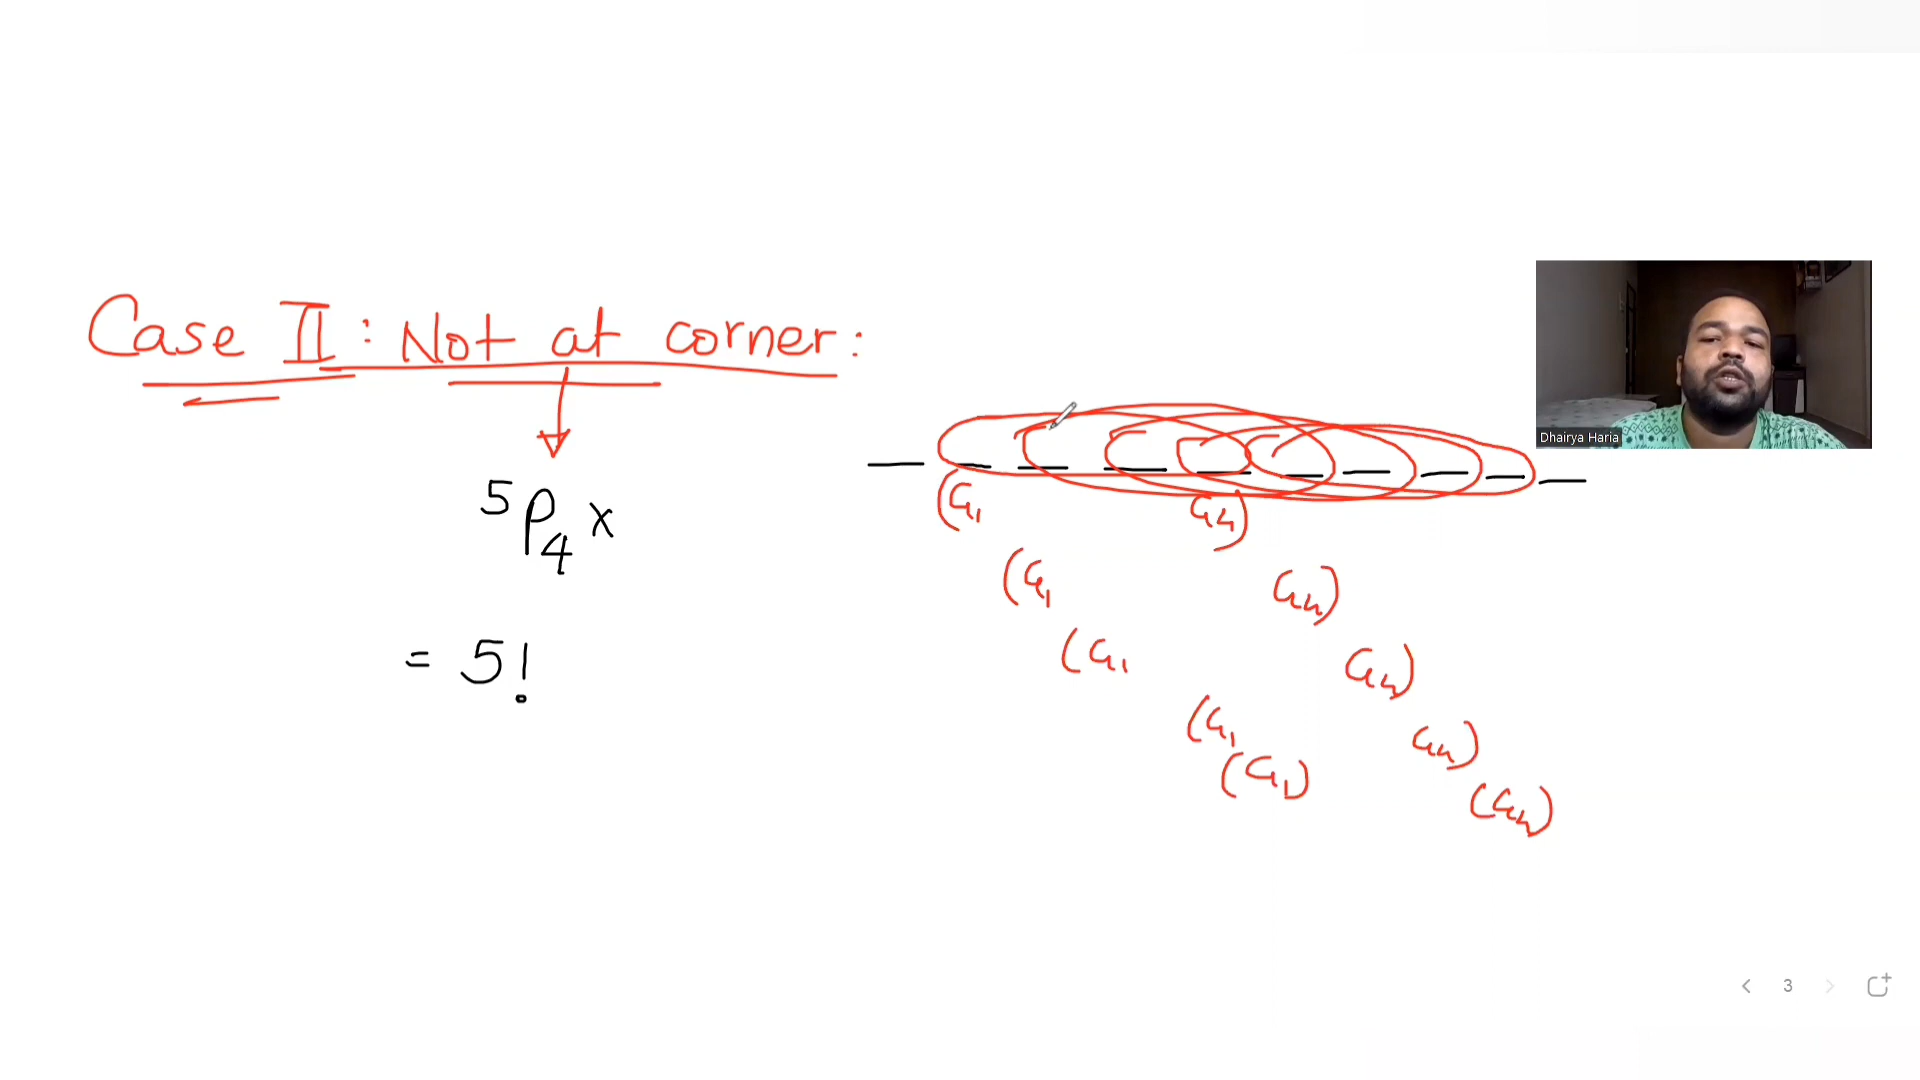 Case II : Not at corner :
Dhairya Haria
5P4 x
(G1 G4)
(G1 G4)
= 5!
(G1 G4)
(G1 G4)
(G1) (G4)
< 3 >